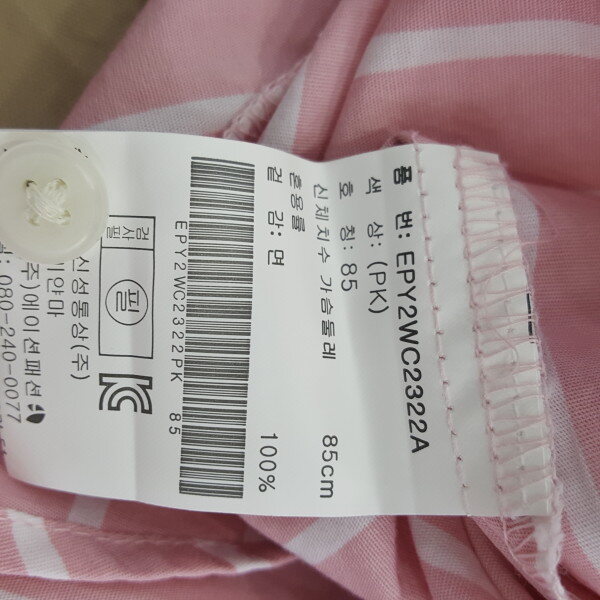 품 번: EPY2WC2322A
색 상: (PK)
호 칭: 85
신체치수 가슴둘레 85cm
혼용률
겉 감: 면 100%
EPY2WC2322PK 85
검사필
필
신성통상(주)
(주)에이션패션
080-240-0077